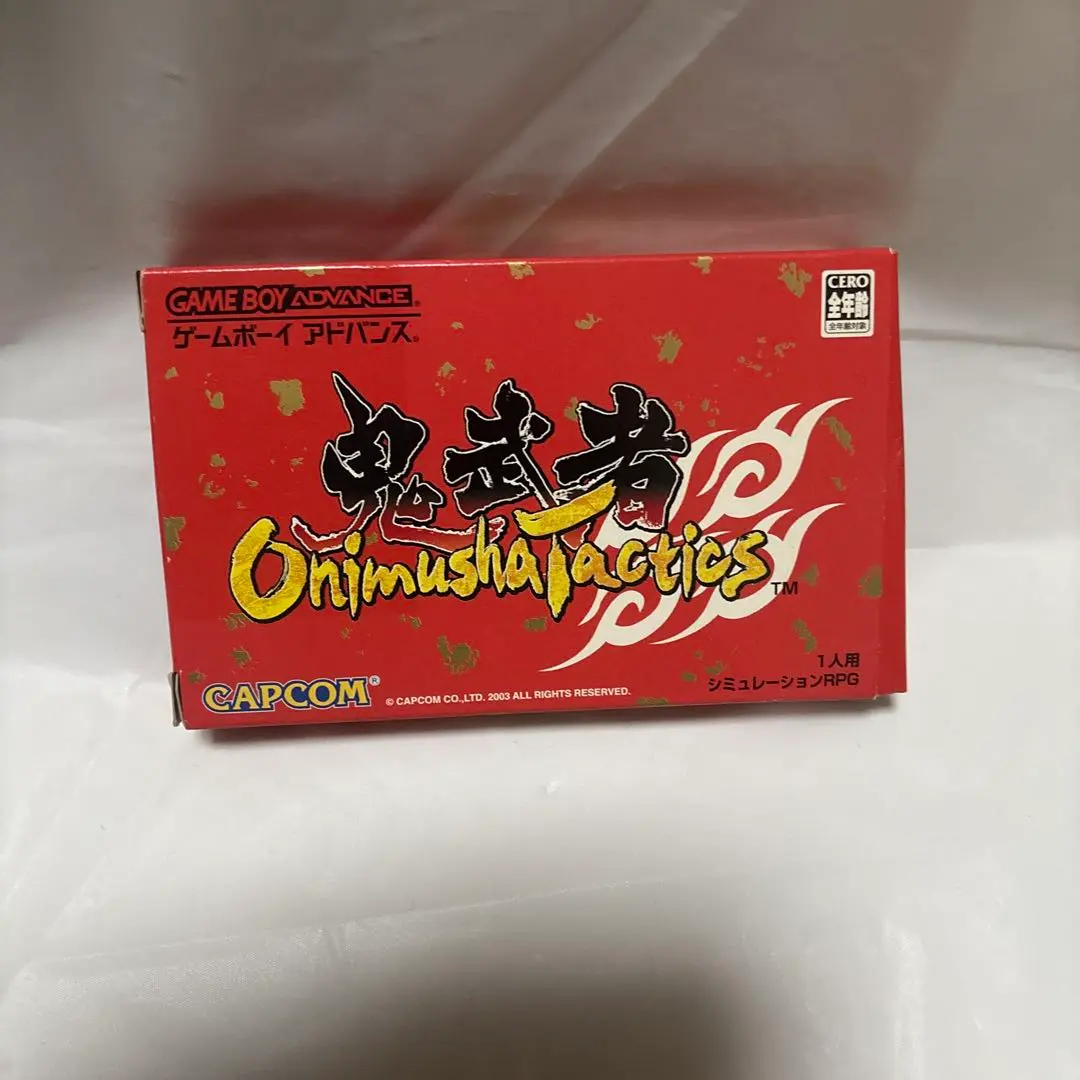 GAME BOY ADVANCE®
ゲームボーイ アドバンス®
CERO
全年齢
全年齢対象
鬼武者
Onimusha Tactics™
1人用
シミュレーションRPG
CAPCOM®
© CAPCOM CO.,LTD. 2003 ALL RIGHTS RESERVED.